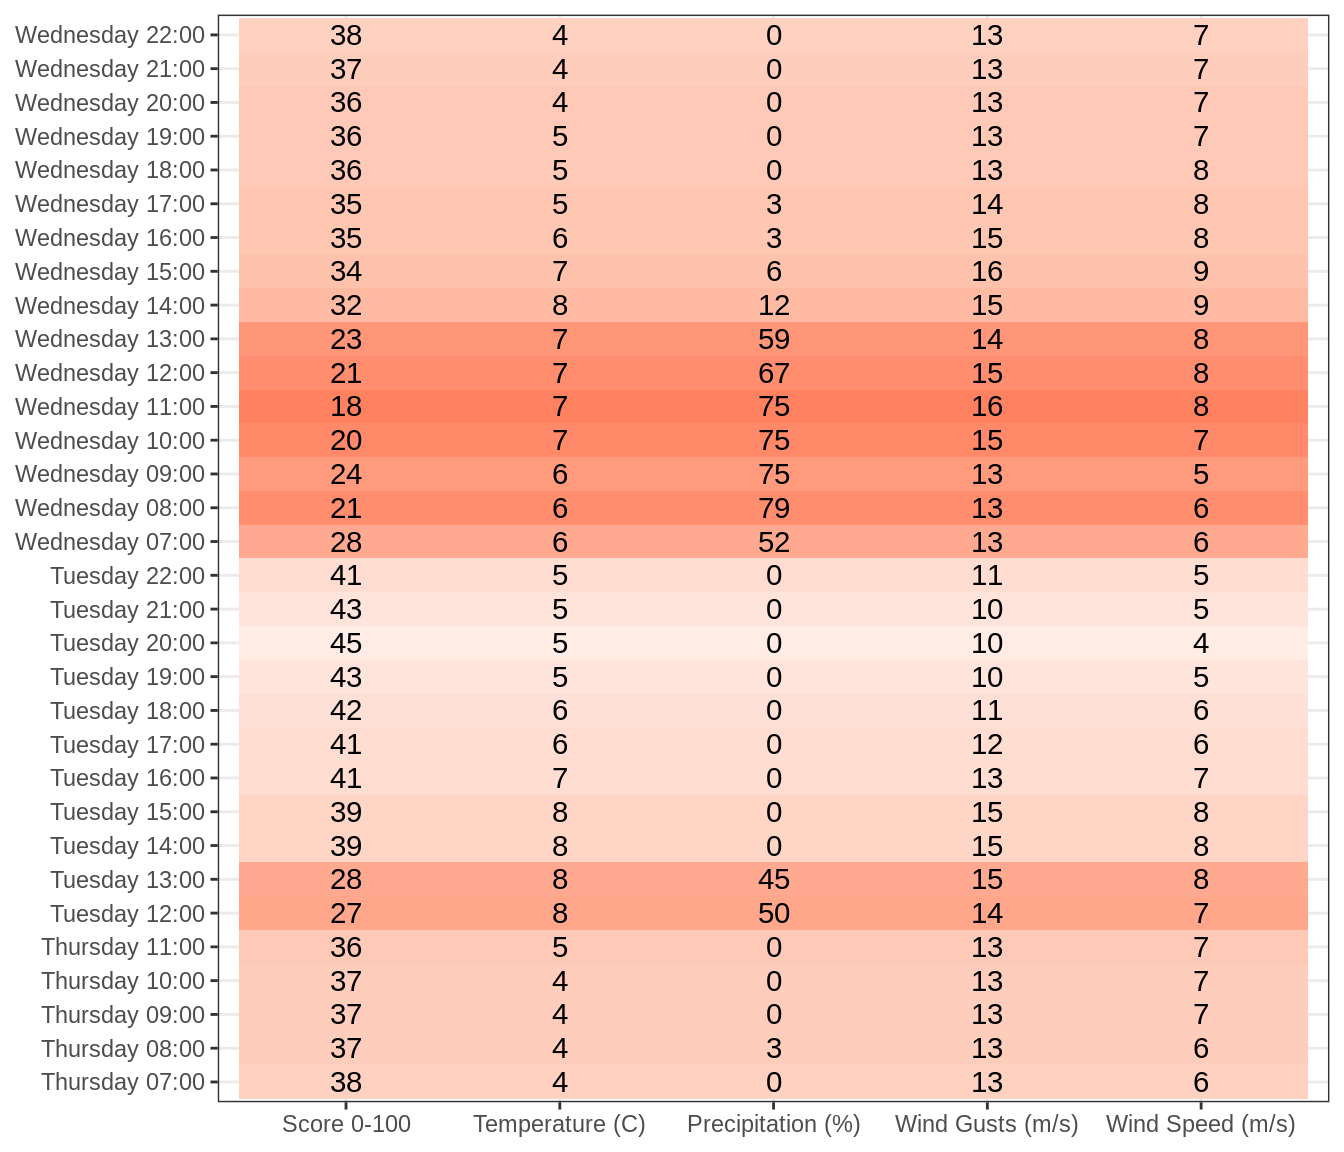 Wednesday 22:00 38 4 0 13 7
Wednesday 21:00 37 4 0 13 7
Wednesday 20:00 36 4 0 13 7
Wednesday 19:00 36 5 0 13 7
Wednesday 18:00 36 5 0 13 8
Wednesday 17:00 35 5 3 14 8
Wednesday 16:00 35 6 3 15 8
Wednesday 15:00 34 7 6 16 9
Wednesday 14:00 32 8 12 15 9
Wednesday 13:00 23 7 59 14 8
Wednesday 12:00 21 7 67 15 8
Wednesday 11:00 18 7 75 16 8
Wednesday 10:00 20 7 75 15 7
Wednesday 09:00 24 6 75 13 5
Wednesday 08:00 21 6 79 13 6
Wednesday 07:00 28 6 52 13 6
Tuesday 22:00 41 5 0 11 5
Tuesday 21:00 43 5 0 10 5
Tuesday 20:00 45 5 0 10 4
Tuesday 19:00 43 5 0 10 5
Tuesday 18:00 42 6 0 11 6
Tuesday 17:00 41 6 0 12 6
Tuesday 16:00 41 7 0 13 7
Tuesday 15:00 39 8 0 15 8
Tuesday 14:00 39 8 0 15 8
Tuesday 13:00 28 8 45 15 8
Tuesday 12:00 27 8 50 14 7
Thursday 11:00 36 5 0 13 7
Thursday 10:00 37 4 0 13 7
Thursday 09:00 37 4 0 13 7
Thursday 08:00 37 4 3 13 6
Thursday 07:00 38 4 0 13 6
Score 0-100 Temperature (C) Precipitation (%) Wind Gusts (m/s) Wind Speed (m/s)